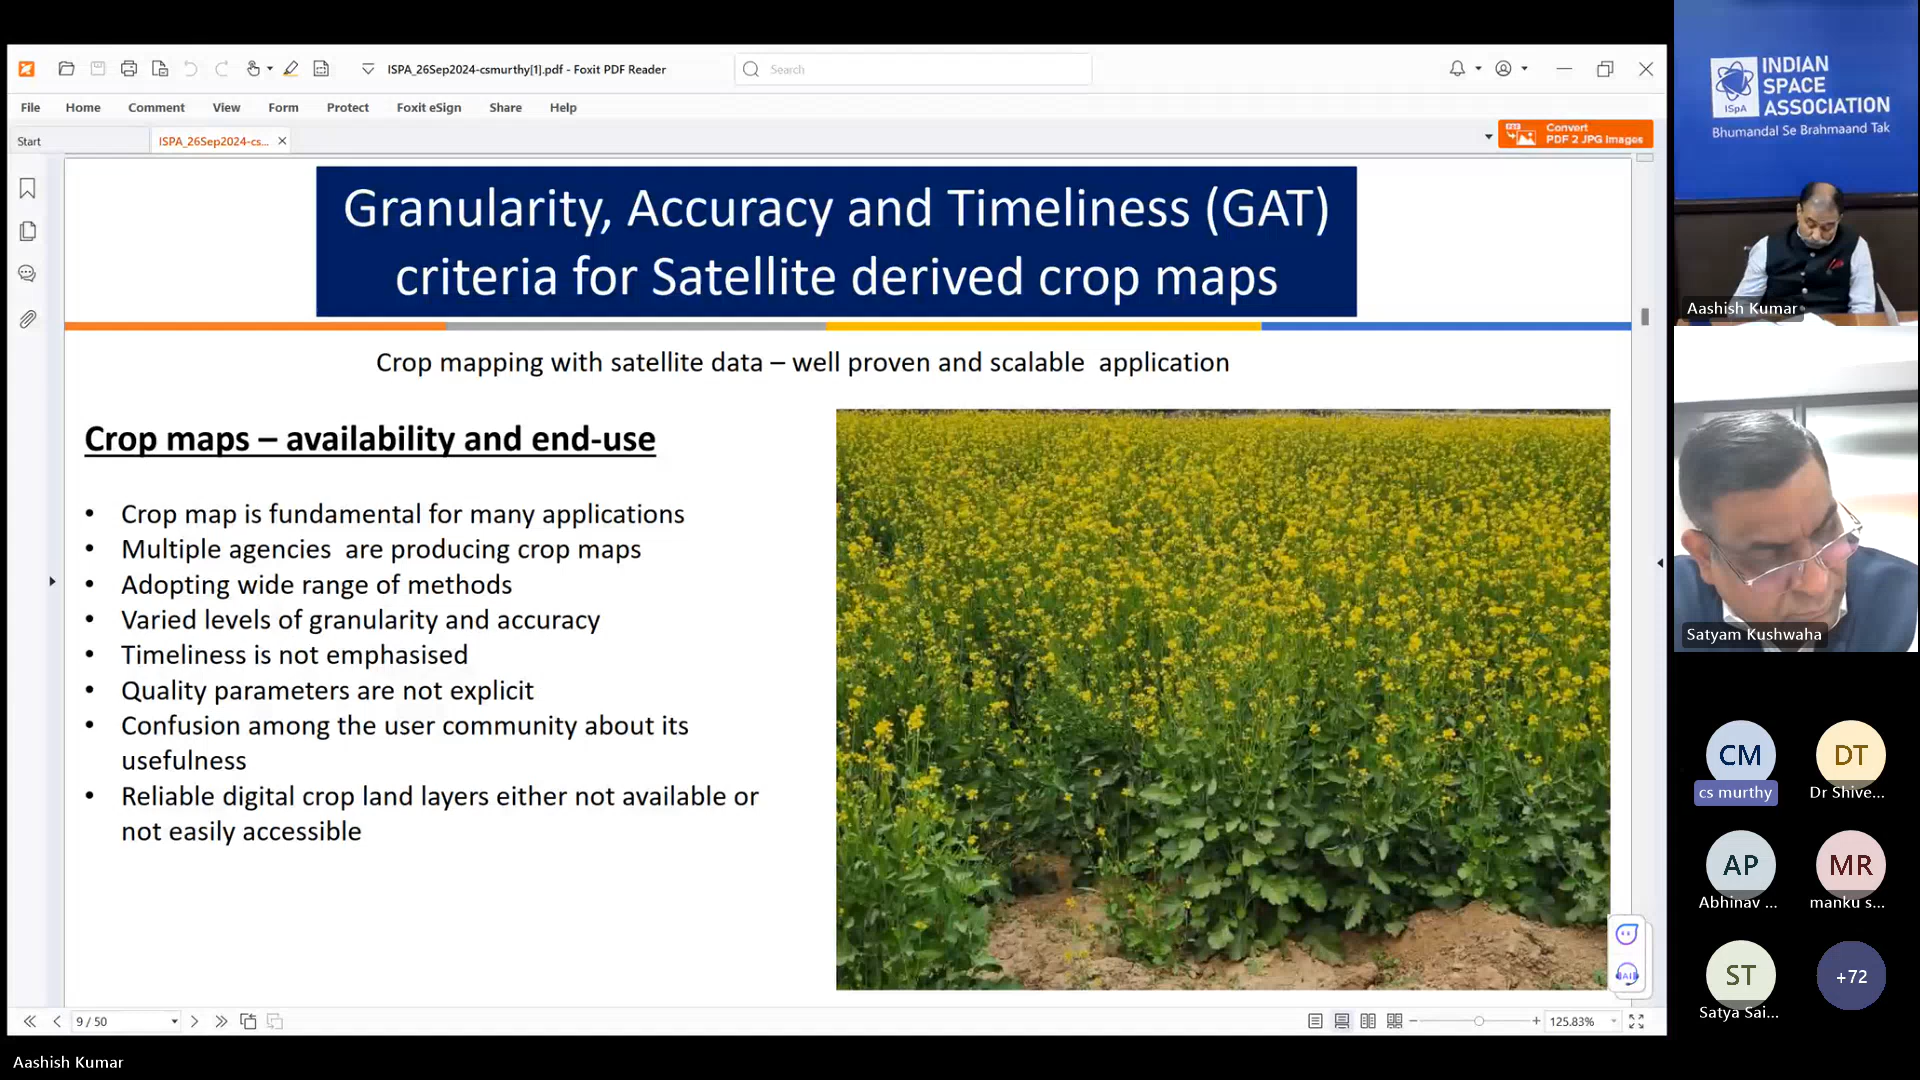 ISPA_26Sep2024-csmurthy[1].pdf - Foxit PDF Reader
Search
File Home Comment View Form Protect Foxit eSign Share Help
Start
ISPA_26Sep2024-cs...
Convert
PDF 2 JPG Images
Granularity, Accuracy and Timeliness (GAT)
criteria for Satellite derived crop maps
Crop mapping with satellite data – well proven and scalable application
Crop maps – availability and end-use
• Crop map is fundamental for many applications
• Multiple agencies are producing crop maps
• Adopting wide range of methods
• Varied levels of granularity and accuracy
• Timeliness is not emphasised
• Quality parameters are not explicit
• Confusion among the user community about its
usefulness
• Reliable digital crop land layers either not available or
not easily accessible
9 / 50
125.83%
Aashish Kumar
INDIAN
SPACE
ASSOCIATION
ISpA
Bhumandal Se Brahmaand Tak
Aashish Kumar
Satyam Kushwaha
CM
cs murthy
DT
Dr Shive...
AP
Abhinav ...
MR
manku s...
ST
Satya Sai...
+72